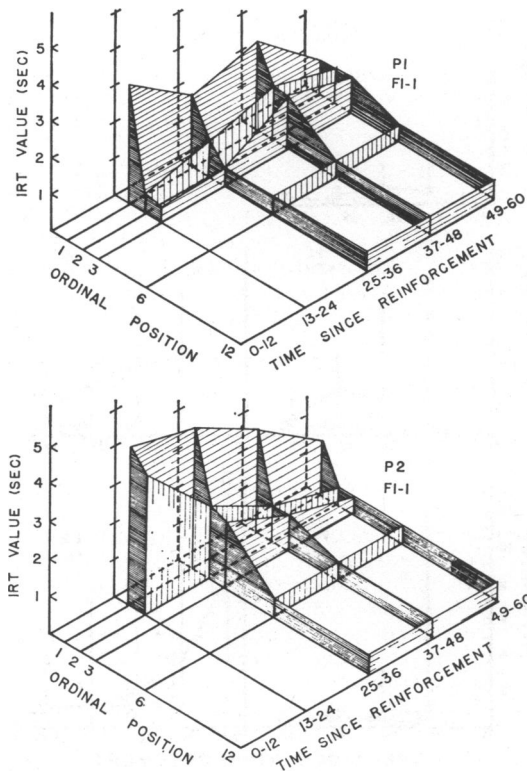 P1
FI-1
5
4
3
2
1
IRT VALUE (SEC)
1 2 3 6 12
ORDINAL POSITION
0-12 13-24 25-36 37-48 49-60
TIME SINCE REINFORCEMENT
P2
FI-1
5
4
3
2
1
IRT VALUE (SEC)
1 2 3 6 12
ORDINAL POSITION
0-12 13-24 25-36 37-48 49-60
TIME SINCE REINFORCEMENT